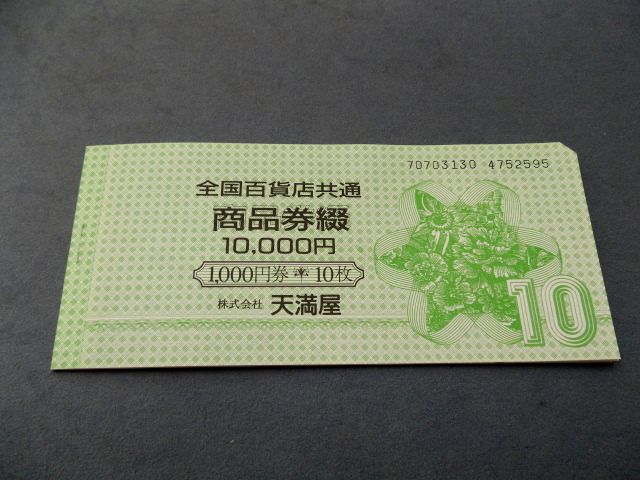 70703130 4752595
全国百貨店共通
商品券綴
10,000円
1,000円券 10枚
株式会社 天満屋
10